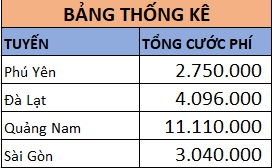 BẢNG THỐNG KÊ
TUYẾN TỔNG CƯỚC PHÍ
Phú Yên 2.750.000
Đà Lạt 4.096.000
Quảng Nam 11.110.000
Sài Gòn 3.040.000